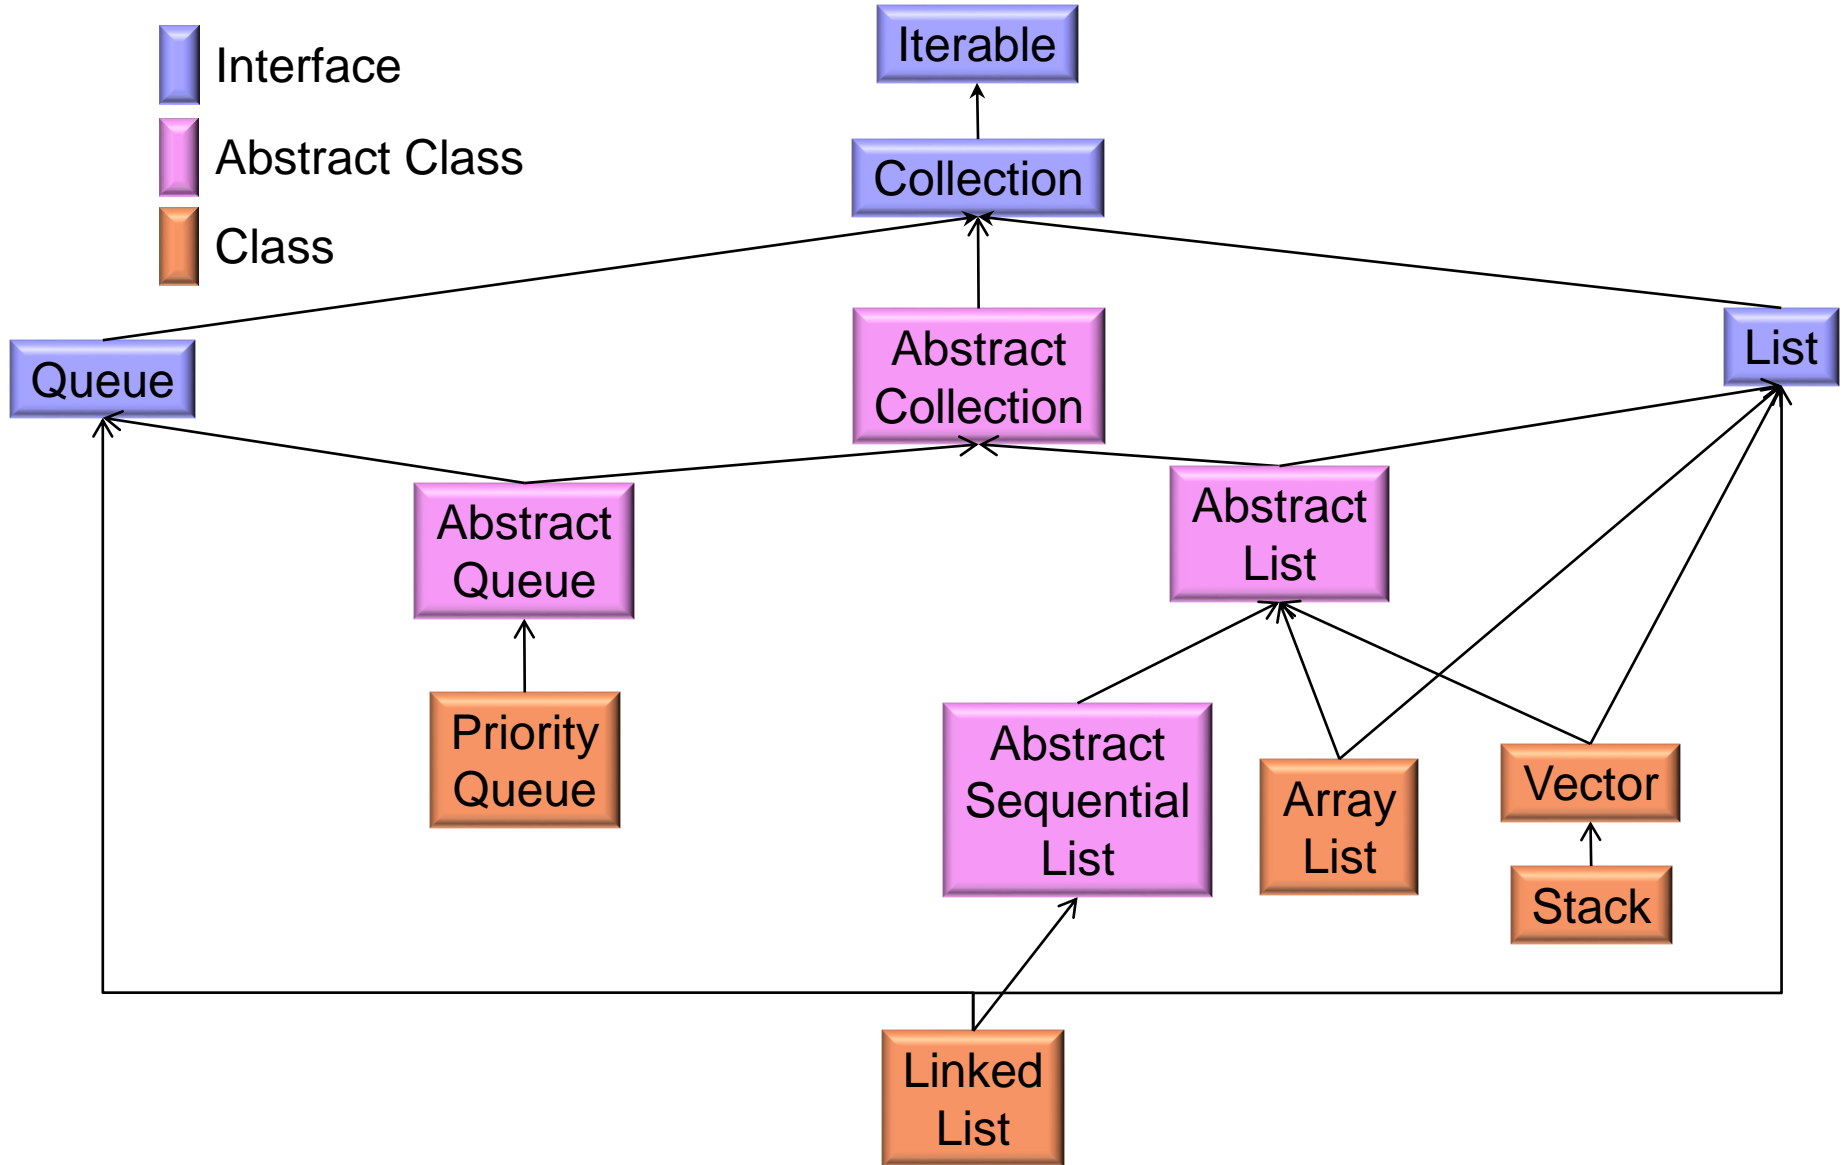 Interface
Abstract Class
Class
Iterable
Collection
Queue
Abstract
Collection
List
Abstract
Queue
Abstract
List
Priority
Queue
Abstract
Sequential
List
Array
List
Vector
Stack
Linked
List